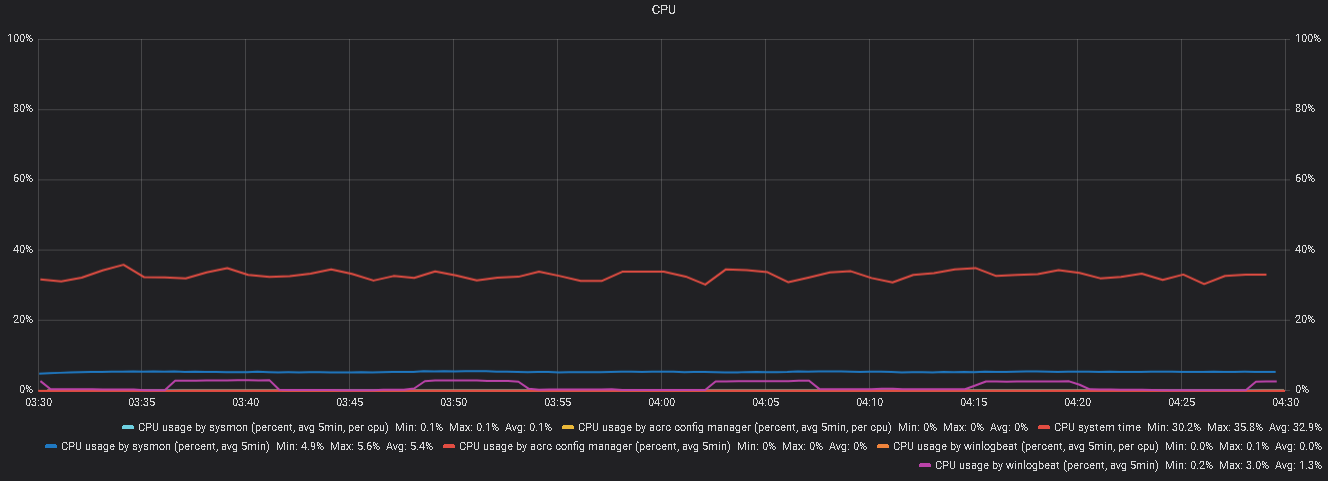 CPU
100% 100%
80% 80%
60% 60%
40% 40%
20% 20%
0% 0%
03:30 03:35 03:40 03:45 03:50 03:55 04:00 04:05 04:10 04:15 04:20 04:25 04:30
CPU usage by sysmon (percent, avg 5min, per cpu) Min: 0.1% Max: 0.1% Avg: 0.1% CPU usage by acrc config manager (percent, avg 5min, per cpu) Min: 0% Max: 0% Avg: 0% CPU system time Min: 30.2% Max: 35.8% Avg: 32.9%
CPU usage by sysmon (percent, avg 5min) Min: 4.9% Max: 5.6% Avg: 5.4% CPU usage by acrc config manager (percent, avg 5min) Min: 0% Max: 0% Avg: 0% CPU usage by winlogbeat (percent, avg 5min, per cpu) Min: 0.0% Max: 0.1% Avg: 0.0%
CPU usage by winlogbeat (percent, avg 5min) Min: 0.2% Max: 3.0% Avg: 1.3%